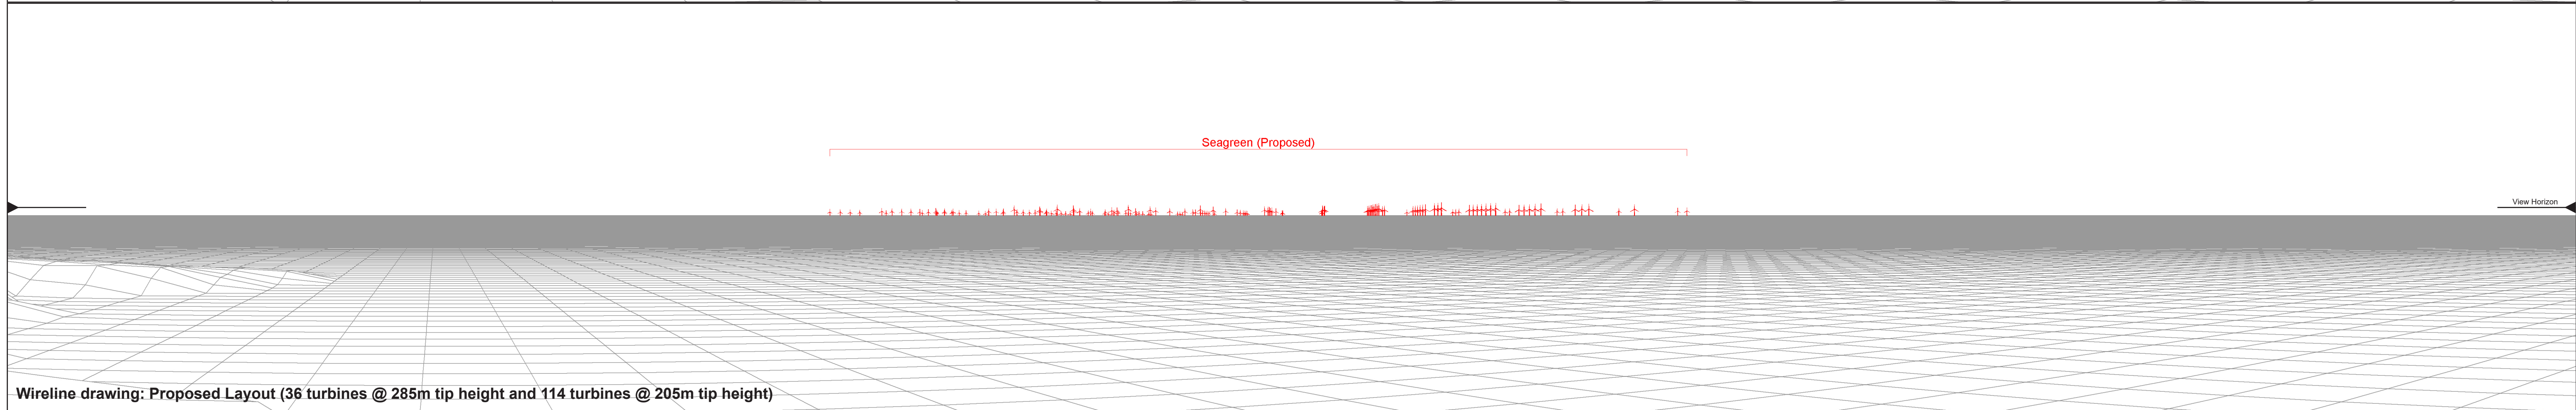 Seagreen (Proposed)
View Horizon
Wireline drawing: Proposed Layout (36 turbines @ 285m tip height and 114 turbines @ 205m tip height)